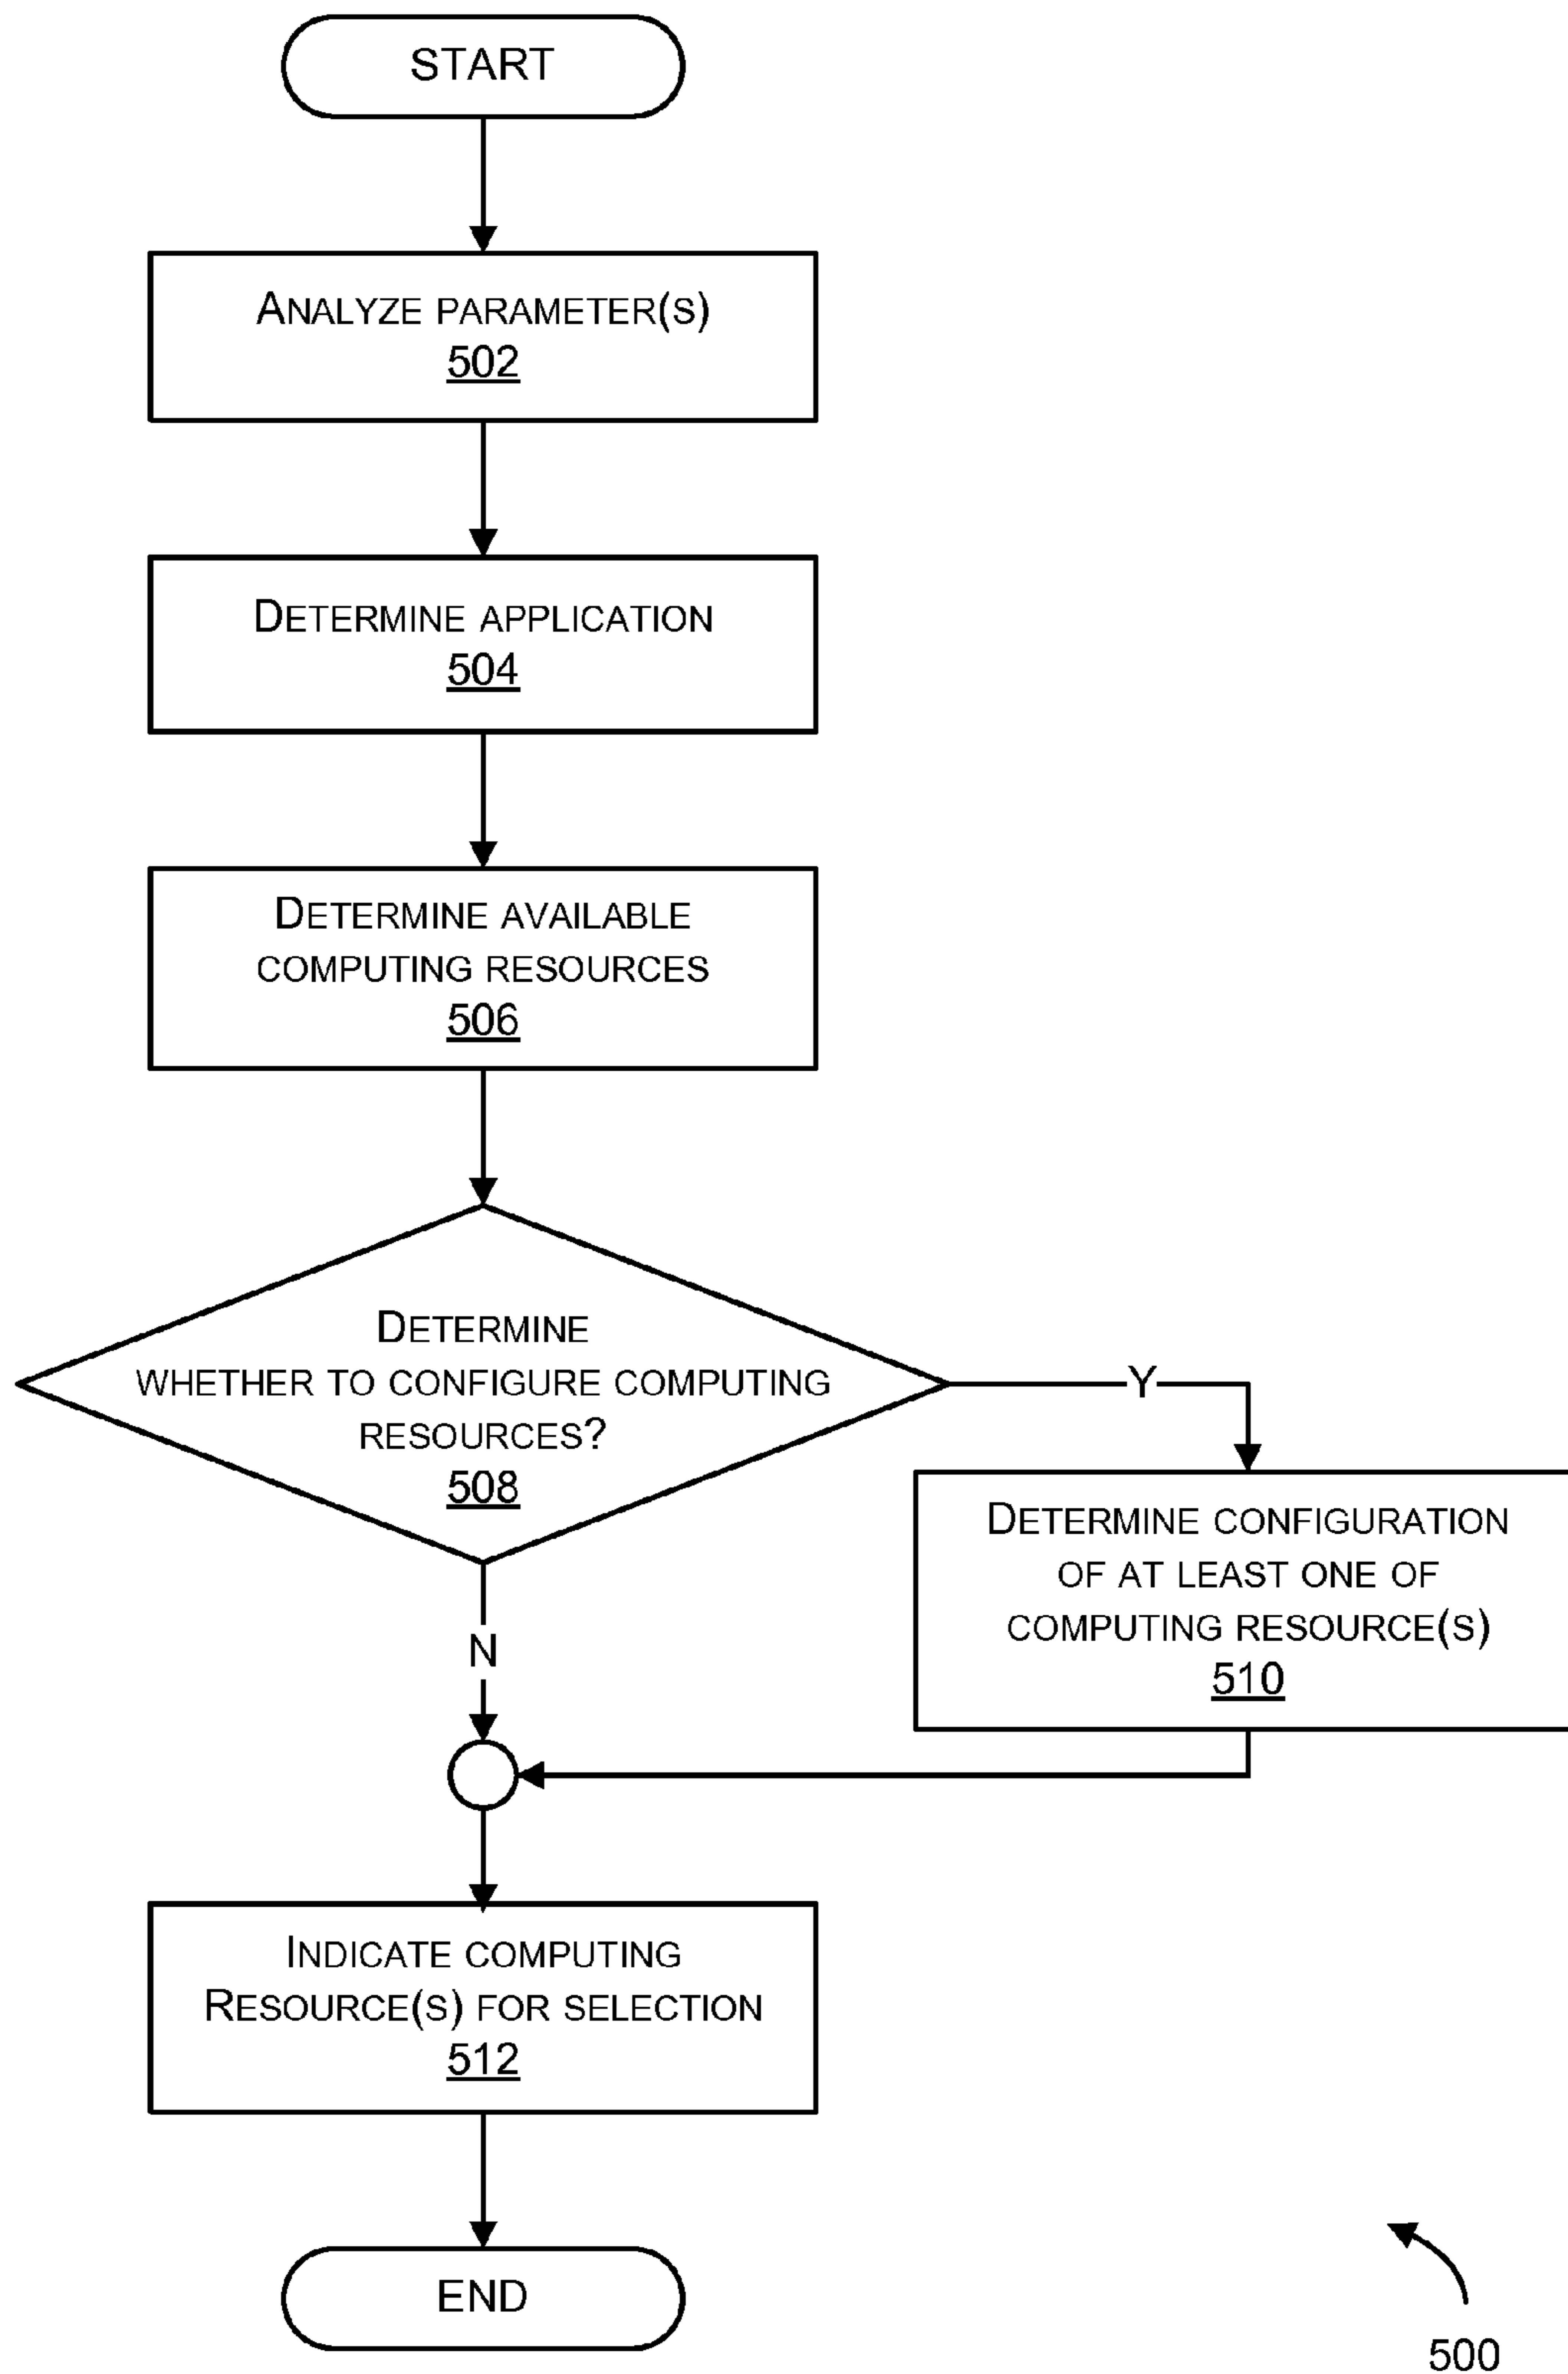 START
ANALYZE PARAMETER(S)
502
DETERMINE APPLICATION
504
DETERMINE AVAILABLE
COMPUTING RESOURCES
506
DETERMINE
WHETHER TO CONFIGURE COMPUTING
RESOURCES?
508
Y
DETERMINE CONFIGURATION
OF AT LEAST ONE OF
COMPUTING RESOURCE(S)
510
N
INDICATE COMPUTING
RESOURCE(S) FOR SELECTION
512
END
500